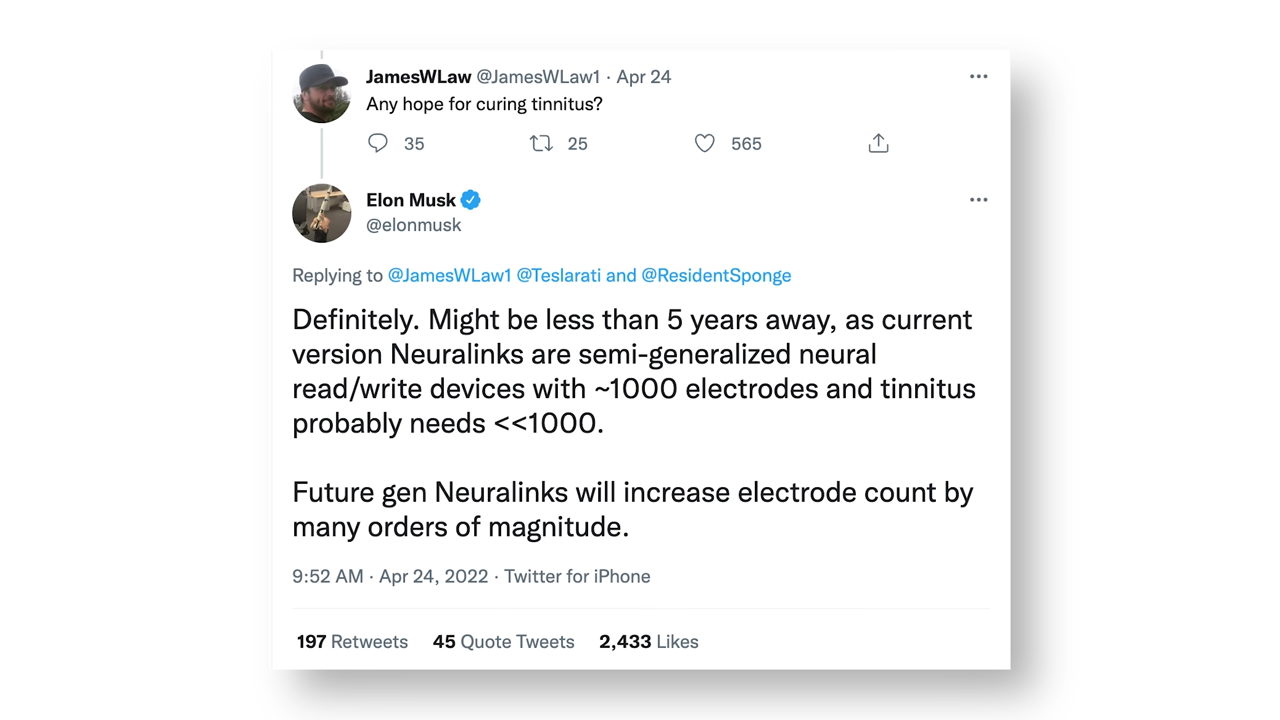 JamesWLaw @JamesWLaw1 · Apr 24
Any hope for curing tinnitus?
35 25 565
Elon Musk
@elonmusk
Replying to @JamesWLaw1 @Teslarati and @ResidentSponge
Definitely. Might be less than 5 years away, as current
version Neuralinks are semi-generalized neural
read/write devices with ~1000 electrodes and tinnitus
probably needs <<1000.
Future gen Neuralinks will increase electrode count by
many orders of magnitude.
9:52 AM · Apr 24, 2022 · Twitter for iPhone
197 Retweets 45 Quote Tweets 2,433 Likes